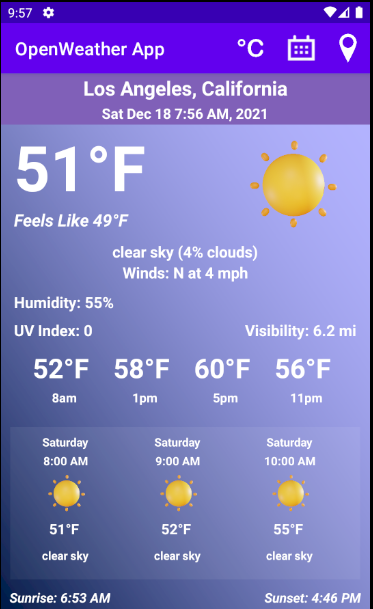 9:57
OpenWeather App °C
Los Angeles, California
Sat Dec 18 7:56 AM, 2021
51°F
Feels Like 49°F
clear sky (4% clouds)
Winds: N at 4 mph
Humidity: 55%
UV Index: 0 Visibility: 6.2 mi
52°F 58°F 60°F 56°F
8am 1pm 5pm 11pm
Saturday Saturday Saturday
8:00 AM 9:00 AM 10:00 AM
51°F 52°F 55°F
clear sky clear sky clear sky
Sunrise: 6:53 AM Sunset: 4:46 PM